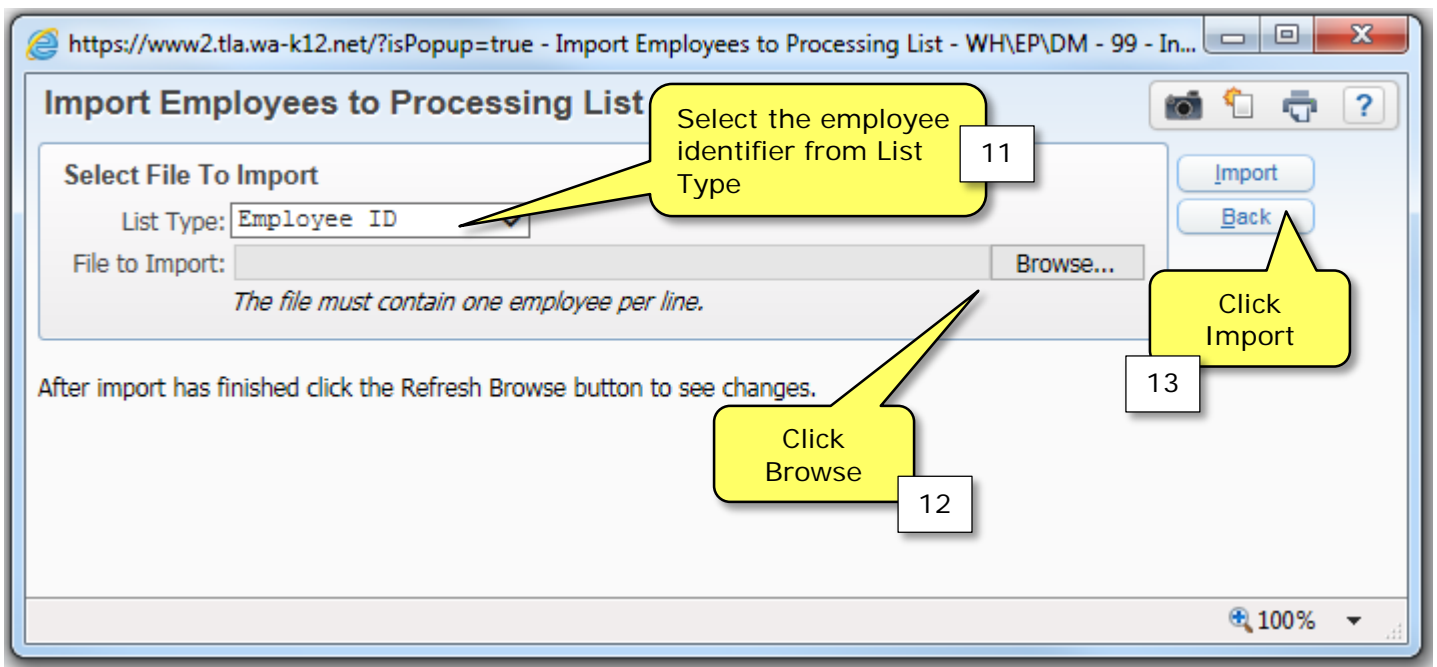 https://www2.tla.wa-k12.net/?isPopup=true - Import Employees to Processing List - WH\EP\DM - 99 - In...
Import Employees to Processing List
?
Select the employee
identifier from List
Type
11
Select File To Import
List Type: Employee ID
File to Import: Browse...
The file must contain one employee per line.
Import
Back
Click
Import
13
After import has finished click the Refresh Browse button to see changes.
Click
Browse
12
100%